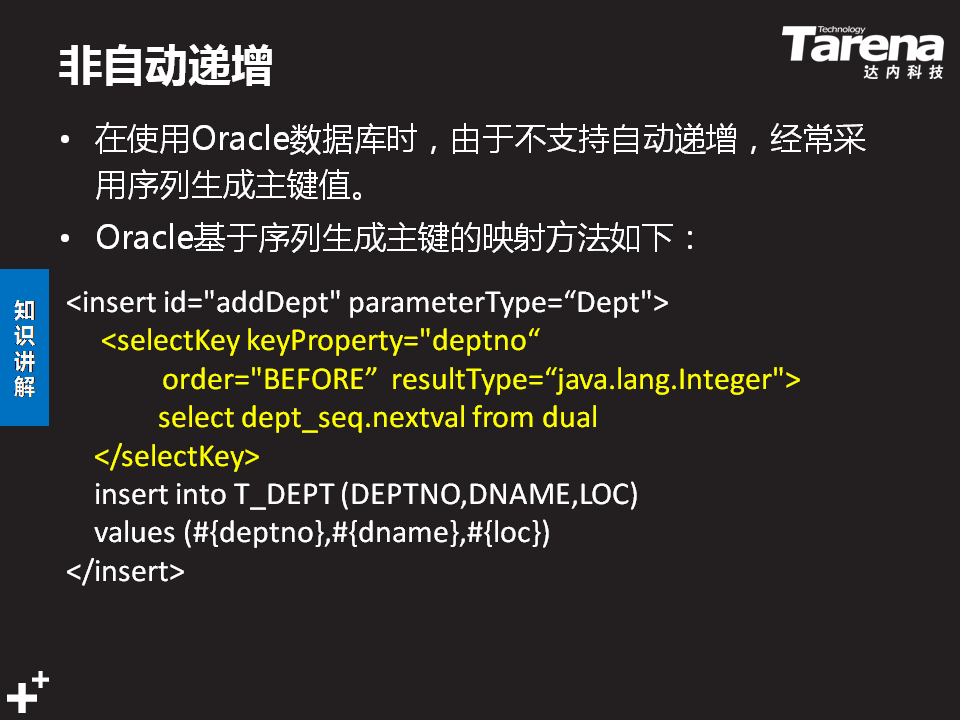 非自动递增
Technology
Tarena
达内科技
• 在使用Oracle数据库时，由于不支持自动递增，经常采
用序列生成主键值。
• Oracle基于序列生成主键的映射方法如下：
知识讲解
<insert id="addDept" parameterType=“Dept">
<selectKey keyProperty="deptno“
order="BEFORE” resultType=“java.lang.Integer">
select dept_seq.nextval from dual
</selectKey>
insert into T_DEPT (DEPTNO,DNAME,LOC)
values (#{deptno},#{dname},#{loc})
</insert>